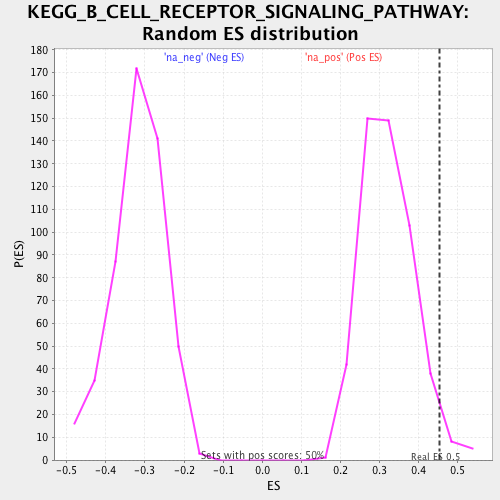 KEGG_B_CELL_RECEPTOR_SIGNALING_PATHWAY:
Random ES distribution
'na_neg' (Neg ES)
'na_pos' (Pos ES)
180
170
160
150
140
130
120
110
100
90
80
70
60
50
40
30
20
10
0
P(ES)
Sets with pos scores: 50%
Real ES 0.5
-0.5 -0.4 -0.3 -0.2 -0.1 0.0 0.1 0.2 0.3 0.4 0.5
ES